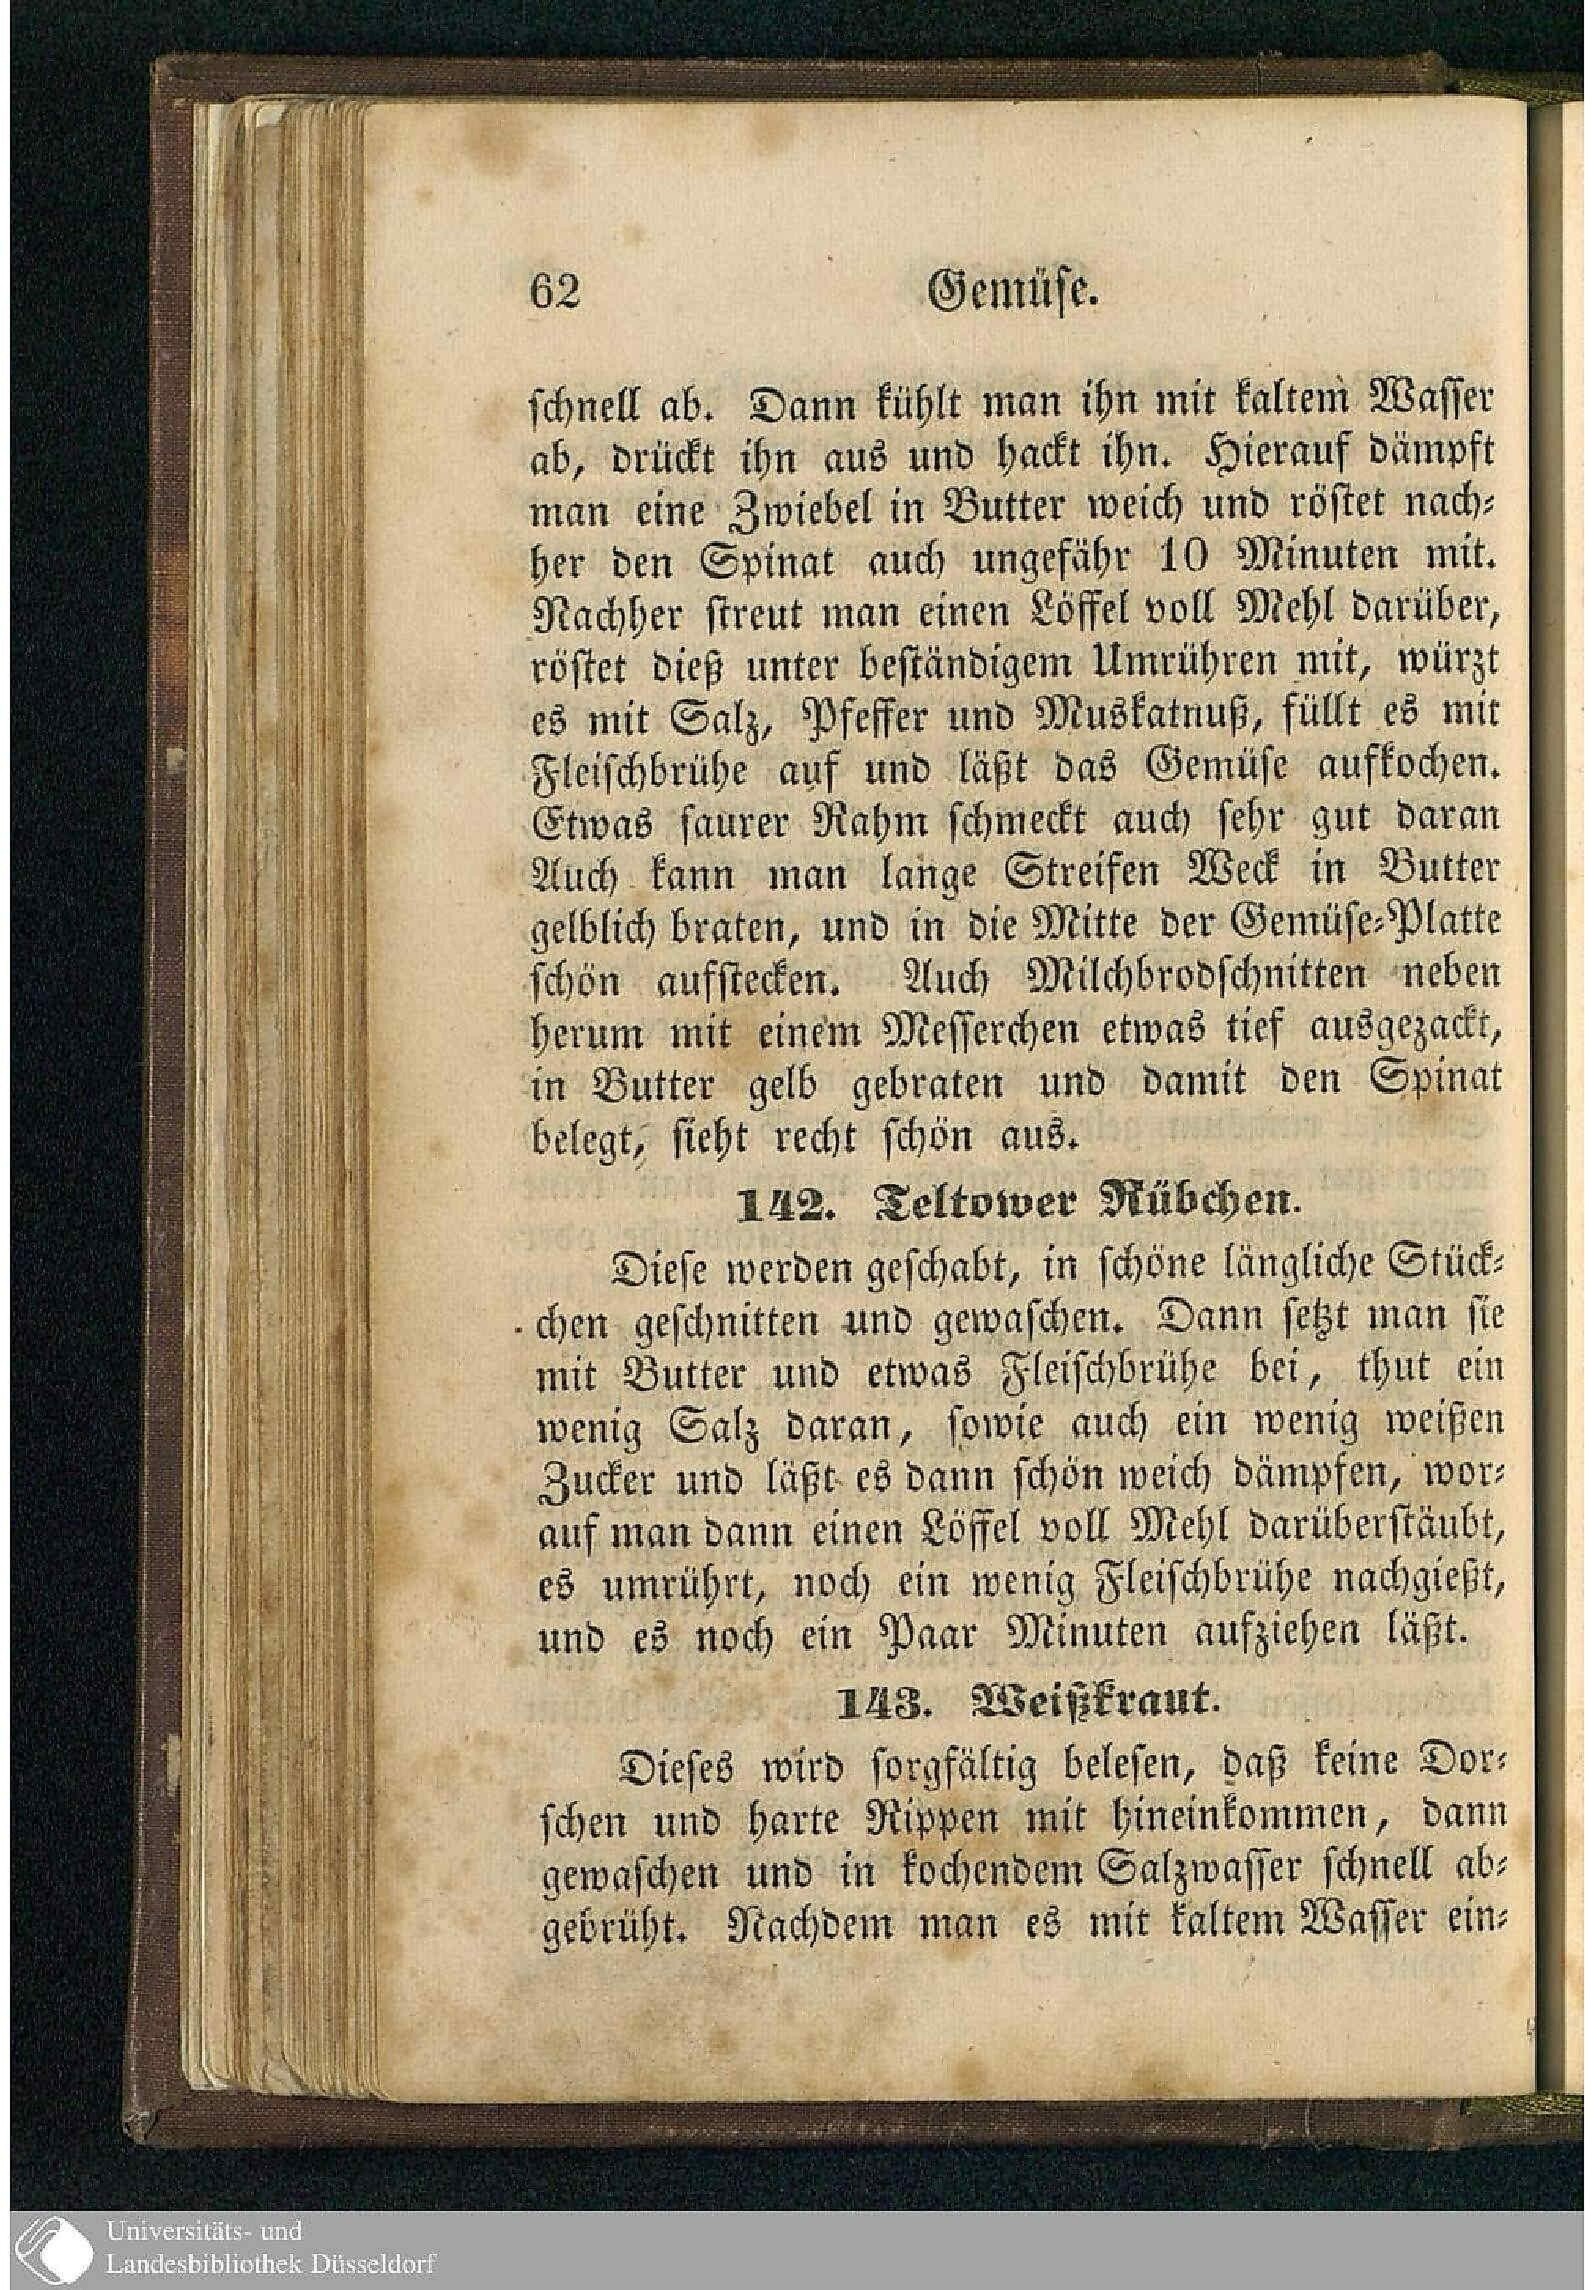 62 Gemüse.
schnell ab. Dann kühlt man ihn mit kaltem Wasser
ab, drückt ihn aus und hackt ihn. Hierauf dämpft
man eine Zwiebel in Butter weich und röstet nach-
her den Spinat auch ungefähr 10 Minuten mit.
Nachher streut man einen Löffel voll Mehl darüber,
röstet dieß unter beständigem Umrühren mit, würzt
es mit Salz, Pfeffer und Muskatnuß, füllt es mit
Fleischbrühe auf und läßt das Gemüse aufkochen.
Etwas saurer Rahm schmeckt auch sehr gut daran
Auch kann man lange Streifen Weck in Butter
gelblich braten, und in die Mitte der Gemüse-Platte
schön aufstecken. Auch Milchbrodschnitten neben
herum mit einem Messerchen etwas tief ausgezackt,
in Butter gelb gebraten und damit den Spinat
belegt, sieht recht schön aus.
142. Teltower Rübchen.
Diese werden geschabt, in schöne längliche Stück-
chen geschnitten und gewaschen. Dann setzt man sie
mit Butter und etwas Fleischbrühe bei, thut ein
wenig Salz daran, sowie auch ein wenig weißen
Zucker und läßt es dann schön weich dämpfen, wor-
auf man dann einen Löffel voll Mehl darüberstäubt,
es umrührt, noch ein wenig Fleischbrühe nachgießt,
und es noch ein Paar Minuten aufziehen läßt.
143. Weißkraut.
Dieses wird sorgfältig belesen, daß keine Dor-
schen und harte Rippen mit hineinkommen, dann
gewaschen und in kochendem Salzwasser schnell ab-
gebrüht. Nachdem man es mit kaltem Wasser ein-
Universitäts- und
Landesbibliothek Düsseldorf